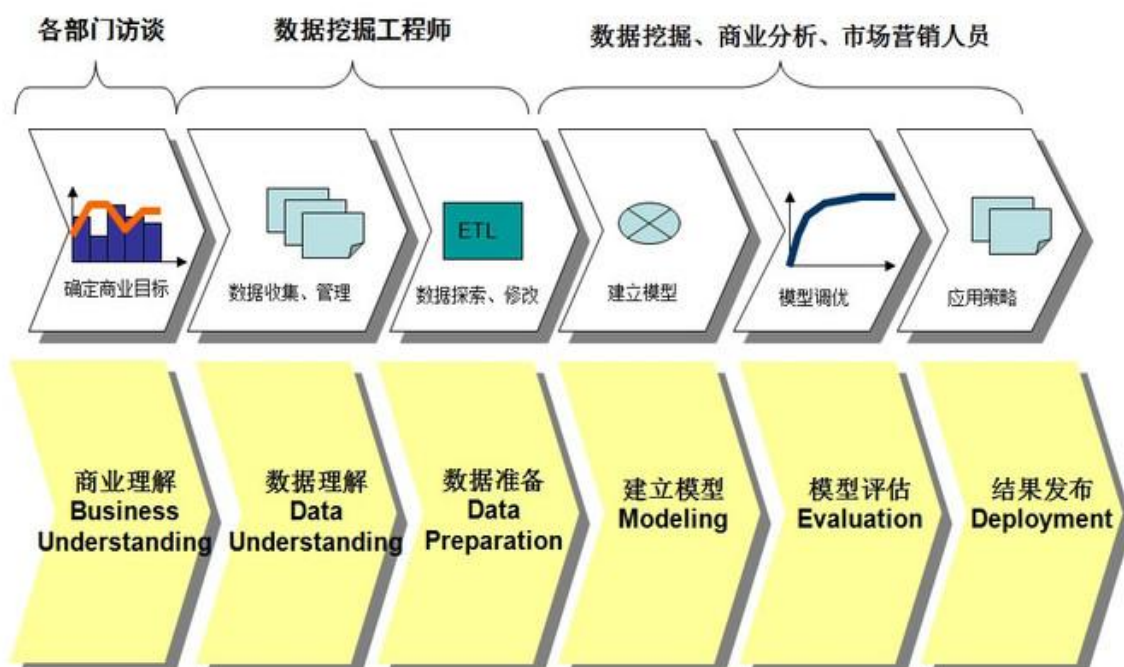 各部门访谈
数据挖掘工程师
数据挖掘、商业分析、市场营销人员
确定商业目标
数据收集、管理
ETL
数据探索、修改
建立模型
模型调优
应用策略
商业理解
Business
Understanding
数据理解
Data
Understanding
数据准备
Data
Preparation
建立模型
Modeling
模型评估
Evaluation
结果发布
Deployment